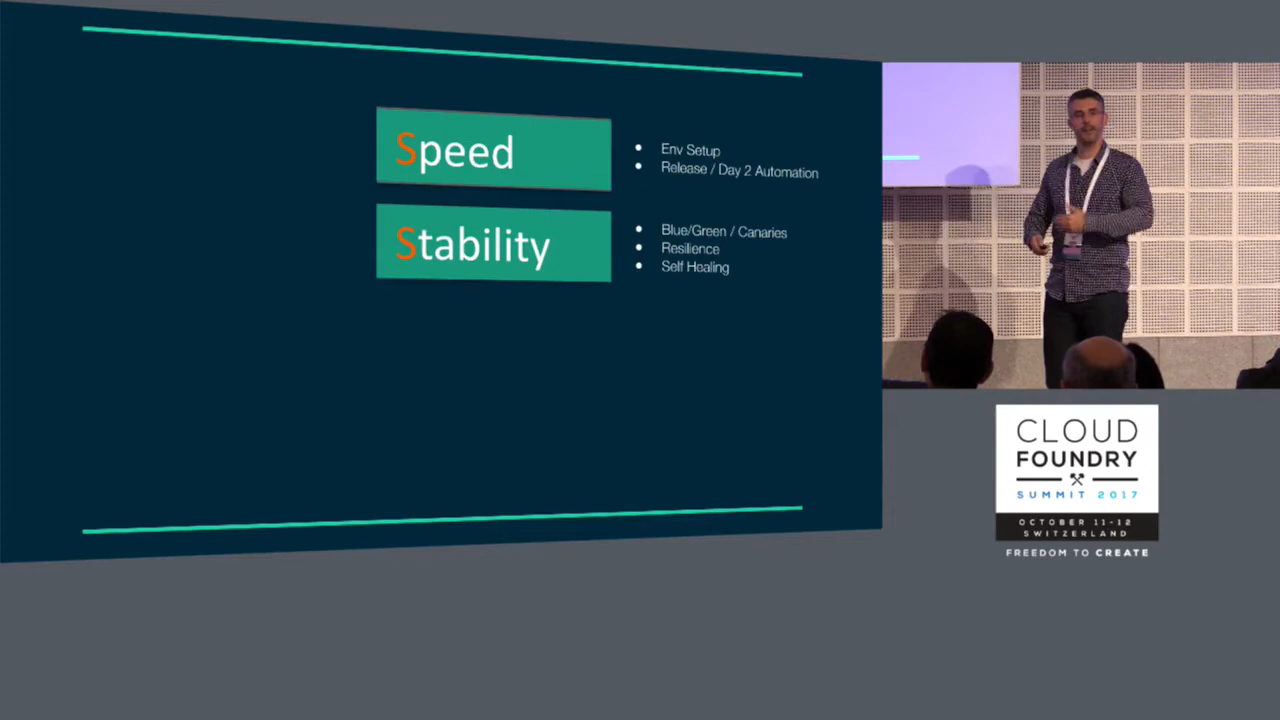 Speed
Env Setup
Release / Day 2 Automation
Stability
Blue/Green / Canaries
Resilience
Self Healing
CLOUD
FOUNDRY
SUMMIT 2017
OCTOBER 11-12
SWITZERLAND
FREEDOM TO CREATE